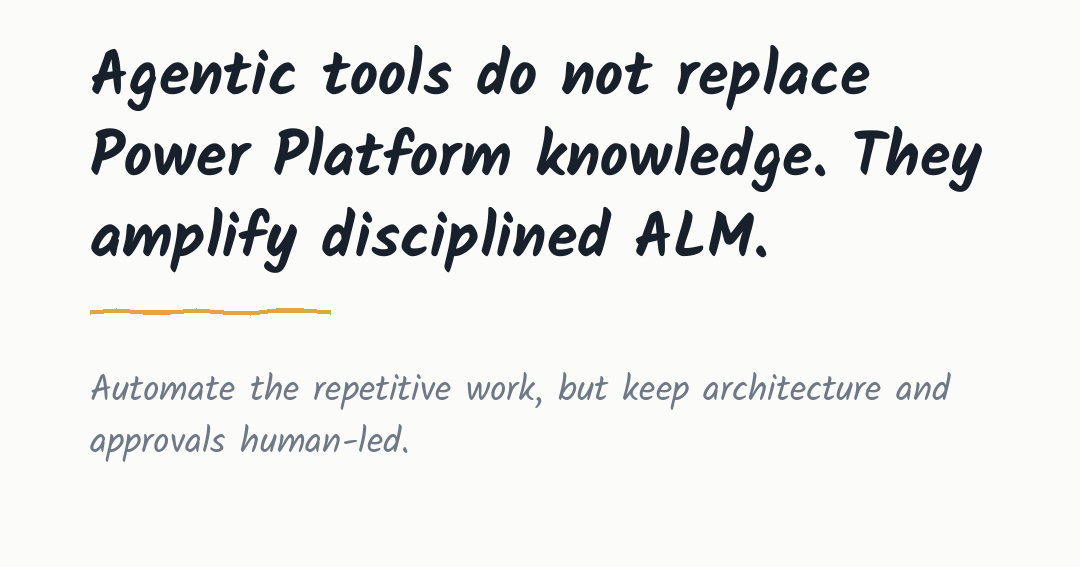 Agentic tools do not replace
Power Platform knowledge. They
amplify disciplined ALM.
Automate the repetitive work, but keep architecture and
approvals human-led.